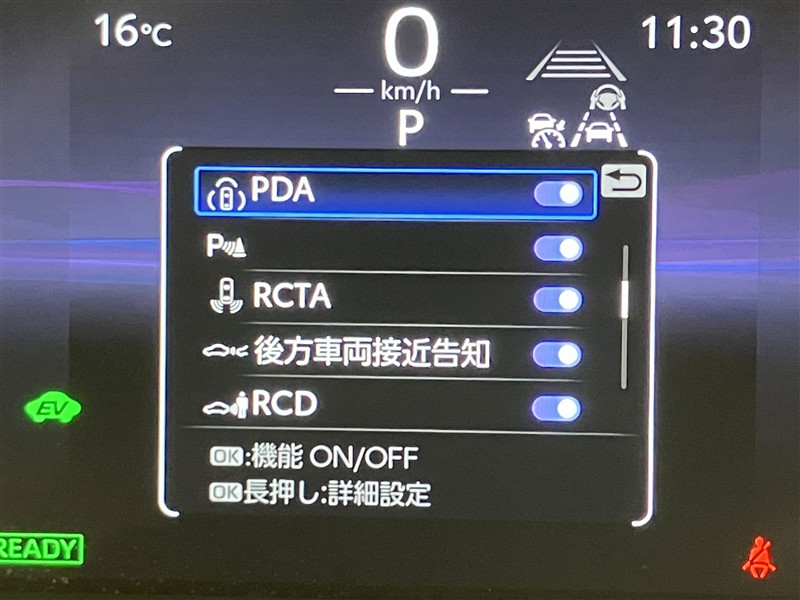 16℃
0
11:30
km/h
P
PDA
P
RCTA
後方車両接近告知
RCD
OK:機能 ON/OFF
OK長押し:詳細設定
EV
READY